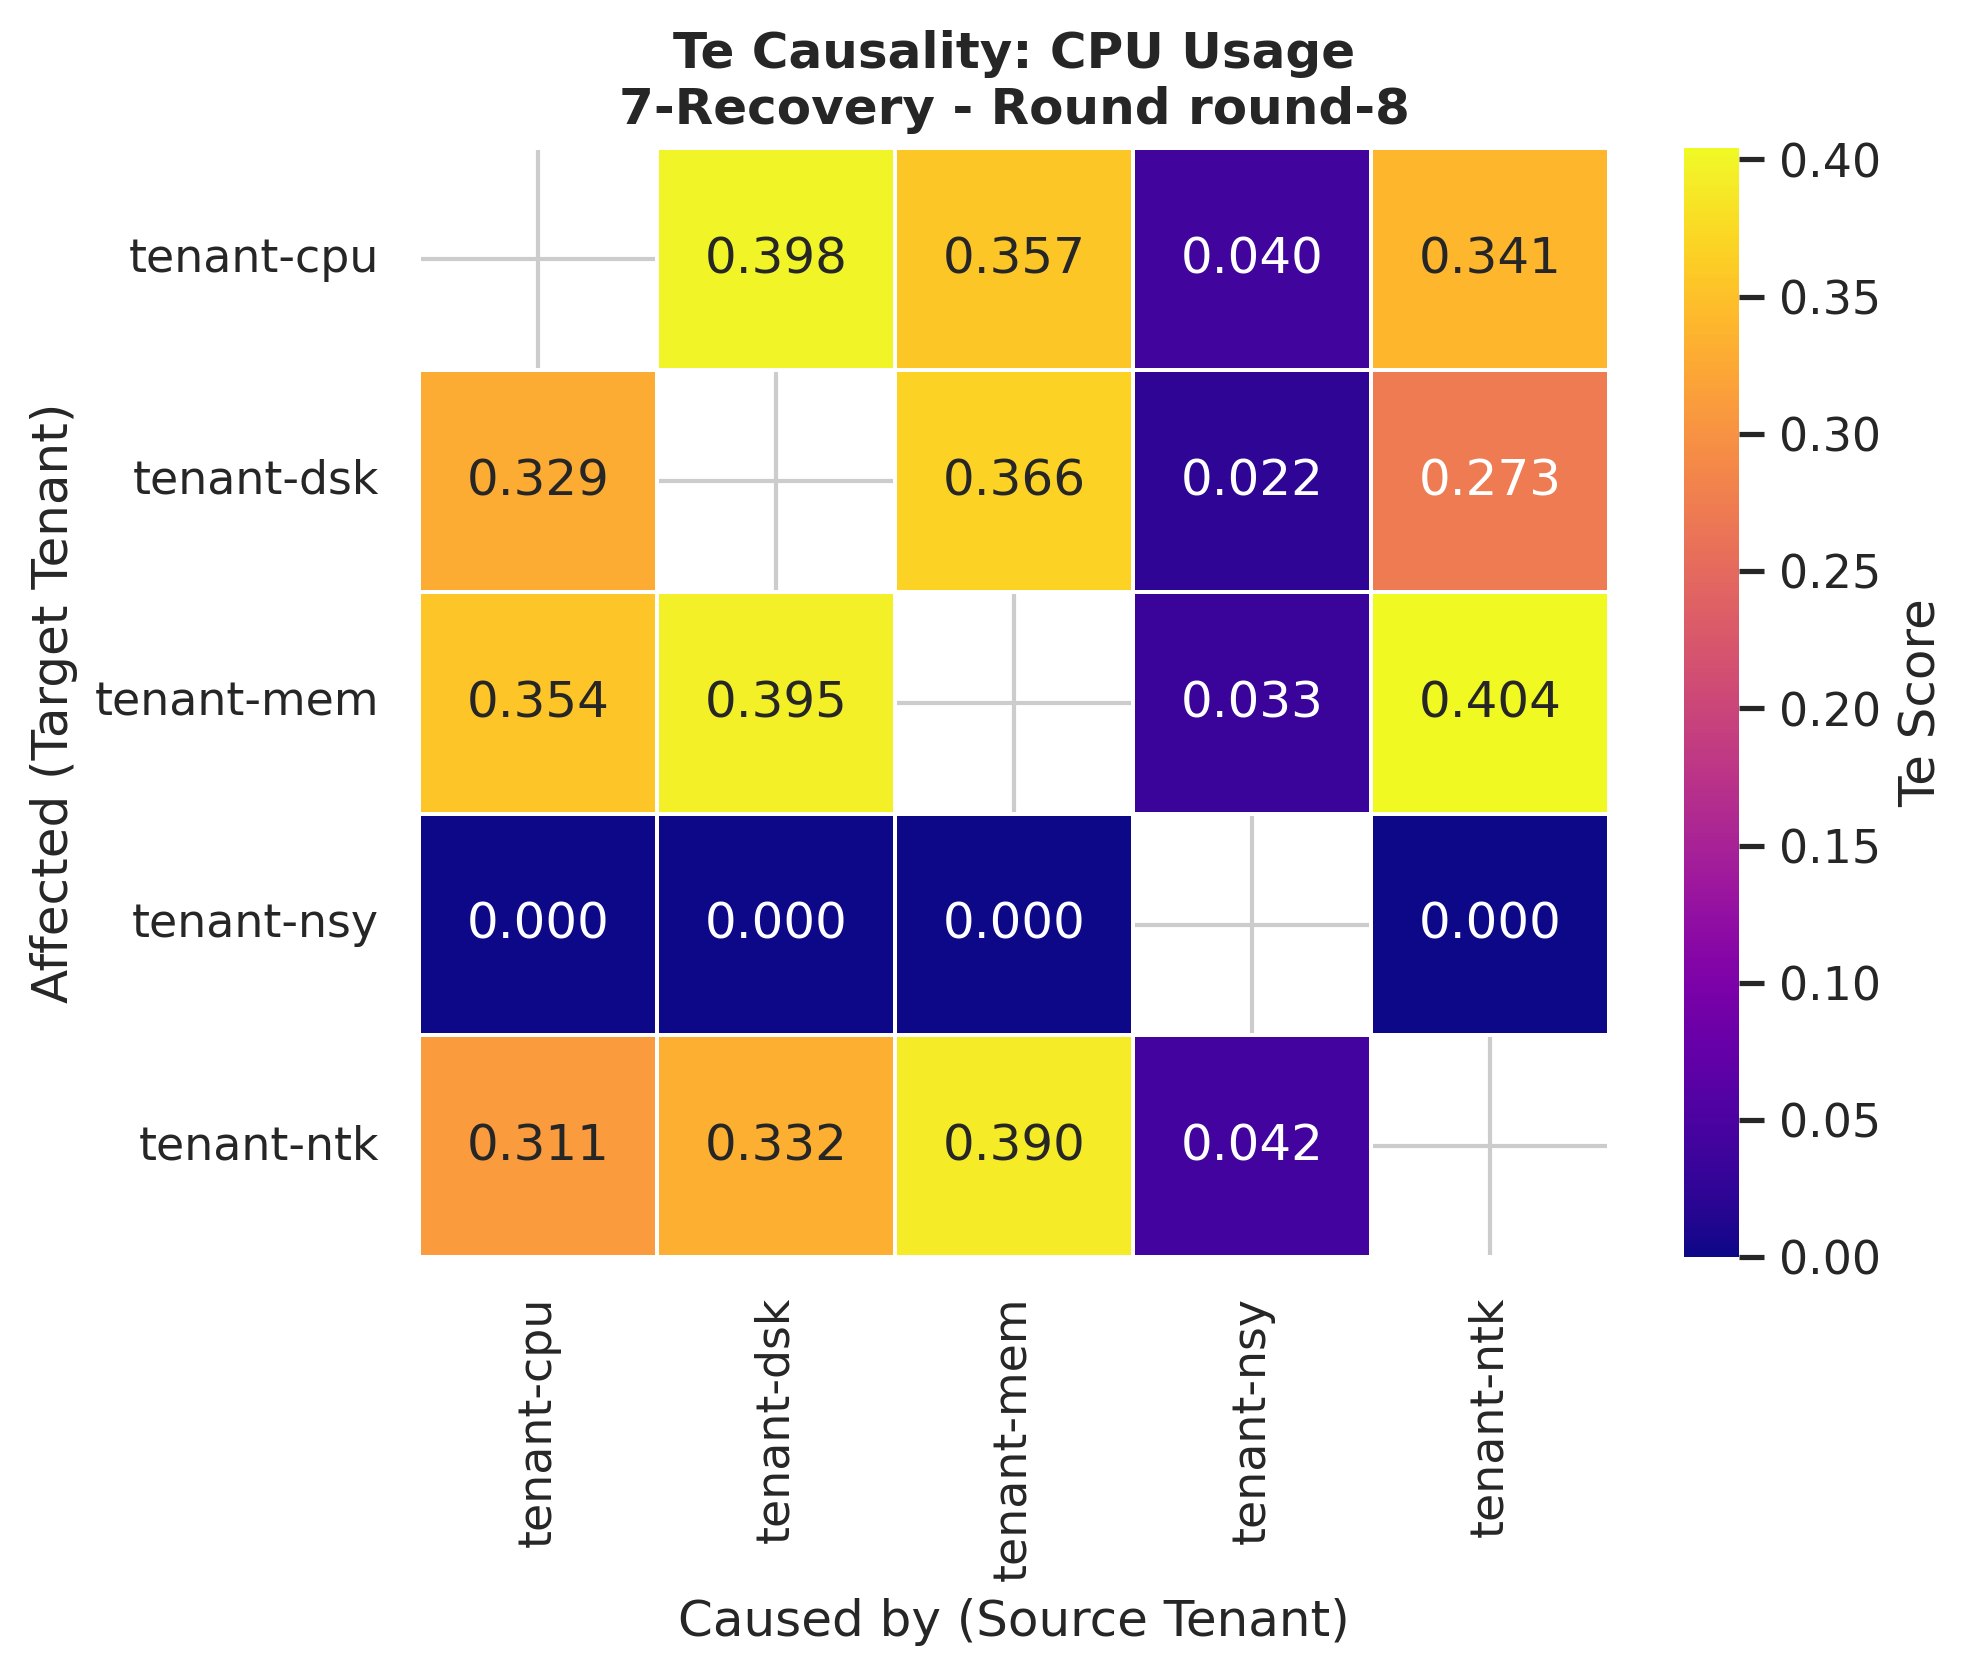 Te Causality: CPU Usage
7-Recovery - Round round-8
Affected (Target Tenant)
tenant-cpu 0.398 0.357 0.040 0.341
tenant-dsk 0.329 0.366 0.022 0.273
tenant-mem 0.354 0.395 0.033 0.404
tenant-nsy 0.000 0.000 0.000 0.000
tenant-ntk 0.311 0.332 0.390 0.042
tenant-cpu tenant-dsk tenant-mem tenant-nsy tenant-ntk
Caused by (Source Tenant)
0.40
0.35
0.30
0.25
0.20
0.15
0.10
0.05
0.00
Te Score